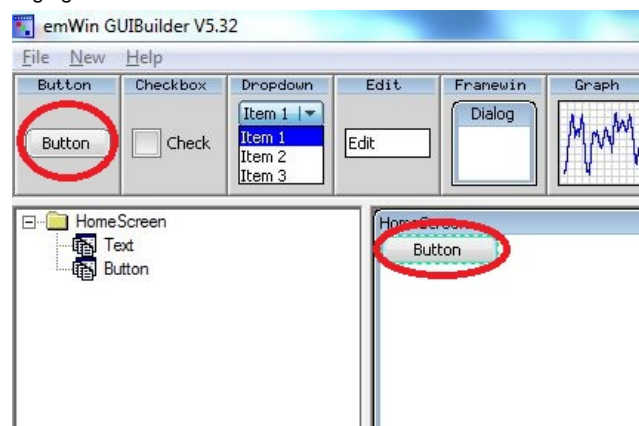 emWin GUIBuilder V5.32
File New Help
Button Checkbox Dropdown Edit Framewin Graph
Button
Check
Item 1
Item 1
Item 2
Item 3
Edit
Dialog
HomeScreen
Text
Button
HomeScreen
Button